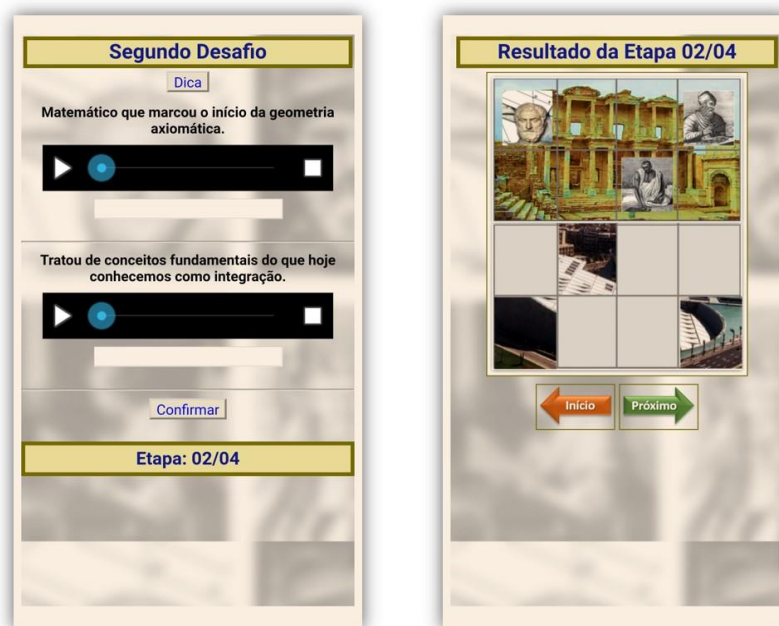 Segundo Desafio
Dica
Matemático que marcou o início da geometria
axiomática.
Tratou de conceitos fundamentais do que hoje
conhecemos como integração.
Confirmar
Etapa: 02/04
Resultado da Etapa 02/04
Início
Próximo